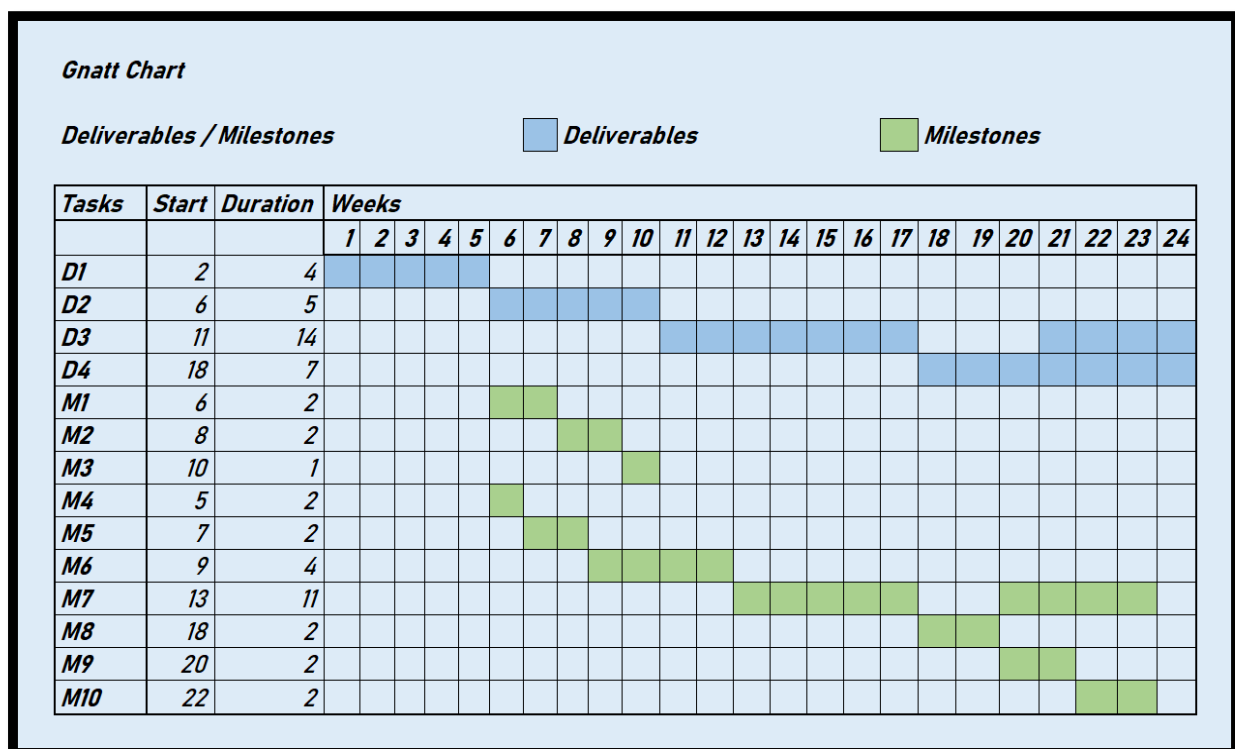 Gnatt Chart
Deliverables / Milestones Deliverables Milestones
Tasks Start Duration Weeks
1 2 3 4 5 6 7 8 9 10 11 12 13 14 15 16 17 18 19 20 21 22 23 24
D1 2 4
D2 6 5
D3 11 14
D4 18 7
M1 6 2
M2 8 2
M3 10 1
M4 5 2
M5 7 2
M6 9 4
M7 13 11
M8 18 2
M9 20 2
M10 22 2